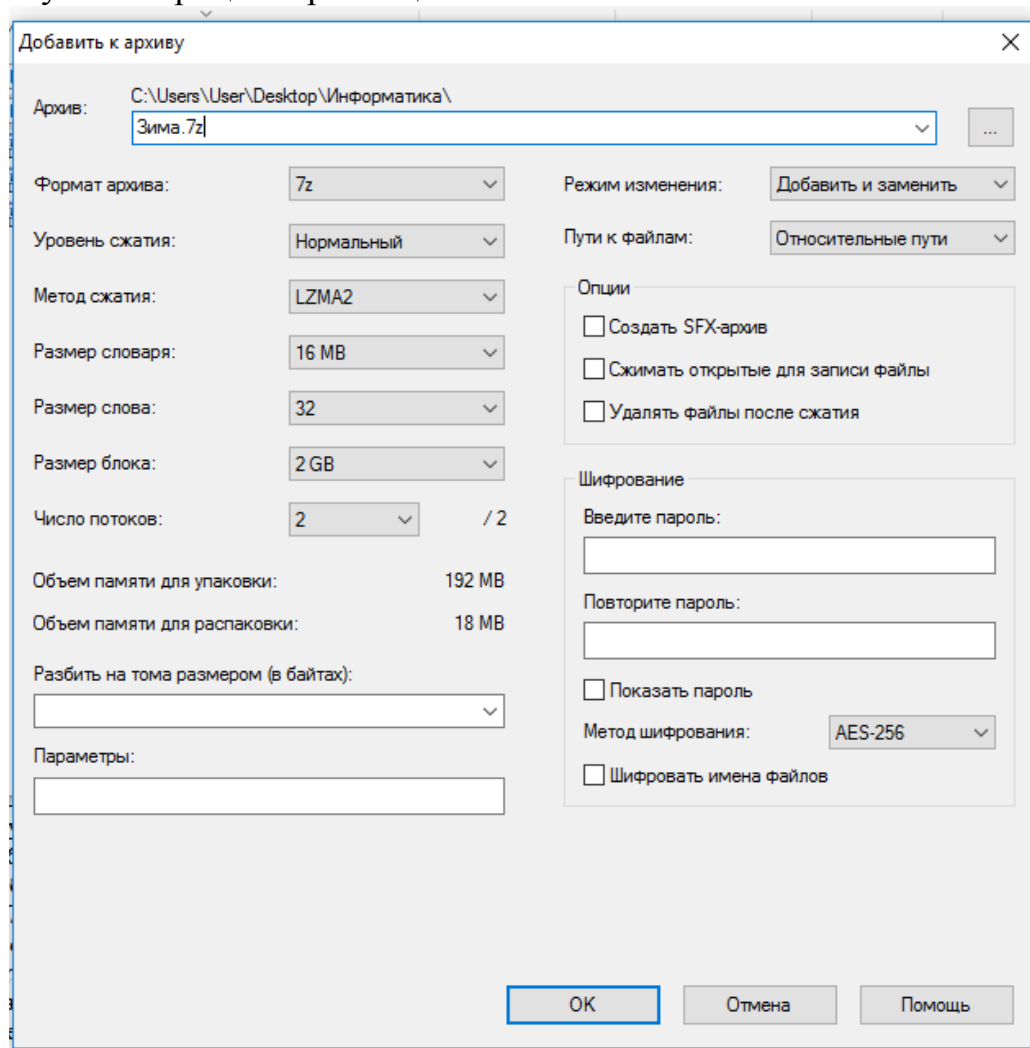 Добавить к архиву
Архив:
C:\Users\User\Desktop\Информатика\
Зима.7z
...
Формат архива:
7z
Уровень сжатия:
Нормальный
Метод сжатия:
LZMA2
Размер словаря:
16 MB
Размер слова:
32
Размер блока:
2 GB
Число потоков:
2
/ 2
Объем памяти для упаковки:
192 MB
Объем памяти для распаковки:
18 MB
Разбить на тома размером (в байтах):
Параметры:
Режим изменения:
Добавить и заменить
Пути к файлам:
Относительные пути
Опции
Создать SFX-архив
Сжимать открытые для записи файлы
Удалять файлы после сжатия
Шифрование
Введите пароль:
Повторите пароль:
Показать пароль
Метод шифрования:
AES-256
Шифровать имена файлов
OK
Отмена
Помощь